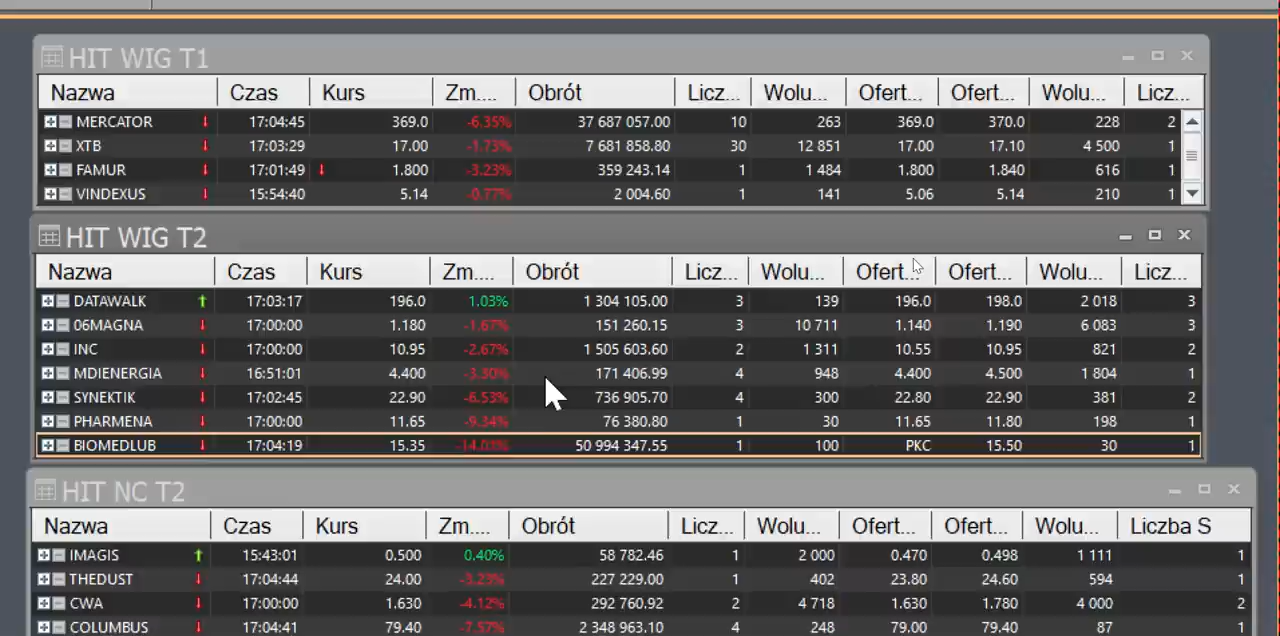 HIT WIG T1
Nazwa Czas Kurs Zm.... Obrót Licz... Wolu... Ofert... Ofert... Wolu... Licz...
MERCATOR 17:04:45 369.0 -6.35% 37 687 057.00 10 263 369.0 370.0 228 2
XTB 17:03:29 17.00 -1.73% 7 681 858.80 30 12 851 17.00 17.10 4 500 1
FAMUR 17:01:49 1.800 -3.23% 359 243.14 1 1 484 1.800 1.840 616 1
VINDEXUS 15:54:40 5.14 -0.77% 2 004.60 1 141 5.06 5.14 210 1
HIT WIG T2
Nazwa Czas Kurs Zm.... Obrót Licz... Wolu... Ofert... Ofert... Wolu... Licz...
DATAWALK 17:03:17 196.0 1.03% 1 304 105.00 3 139 196.0 198.0 2 018 3
06MAGNA 17:00:00 1.180 -1.67% 151 260.15 3 10 711 1.140 1.190 6 083 3
INC 17:00:00 10.95 -2.67% 1 505 603.60 2 1 311 10.55 10.95 821 2
MDIENERGIA 16:51:01 4.400 -3.30% 171 406.99 4 948 4.400 4.500 1 804 1
SYNEKTIK 17:02:45 22.90 -6.53% 736 905.70 4 300 22.80 22.90 381 2
PHARMENA 17:00:00 11.65 -9.34% 76 380.80 1 30 11.65 11.80 198 1
BIOMEDLUB 17:04:19 15.35 -14.01% 50 994 347.55 1 100 PKC 15.50 30 1
HIT NC T2
Nazwa Czas Kurs Zm.... Obrót Licz... Wolu... Ofert... Ofert... Wolu... Liczba S
IMAGIS 15:43:01 0.500 0.40% 58 782.46 1 2 000 0.470 0.498 1 111 1
THEDUST 17:04:44 24.00 -3.23% 227 229.00 1 402 23.80 24.60 594 1
CWA 17:00:00 1.630 -4.12% 292 760.92 2 4 718 1.630 1.780 4 000 2
COLUMBUS 17:04:41 79.40 -7.57% 2 348 963.10 4 248 79.00 79.40 87 1